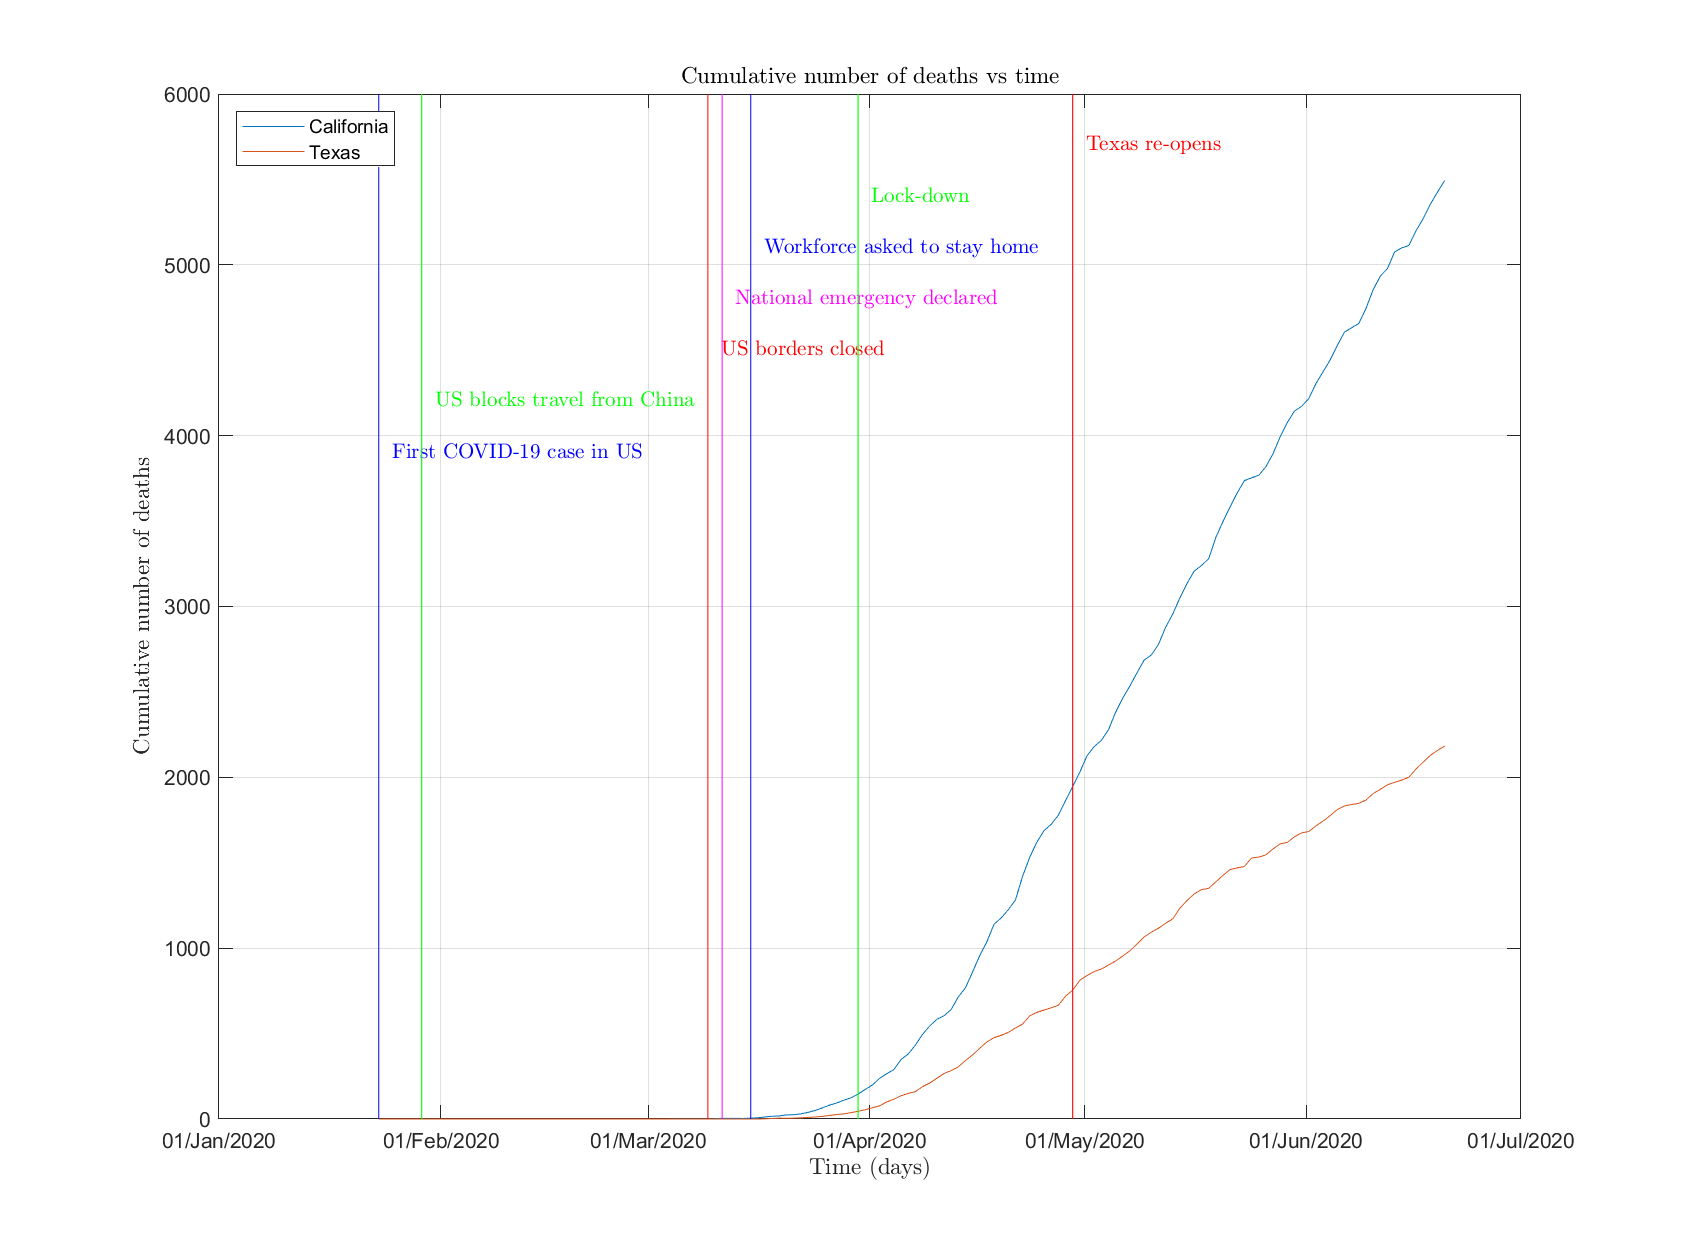 Cumulative number of deaths vs time
6000
California
Texas
Texas re-opens
Lock-down
Workforce asked to stay home
5000
National emergency declared
US borders closed
US blocks travel from China
4000
First COVID-19 case in US
Cumulative number of deaths
3000
2000
1000
0
01/Jan/2020 01/Feb/2020 01/Mar/2020 01/Apr/2020 01/May/2020 01/Jun/2020 01/Jul/2020
Time (days)